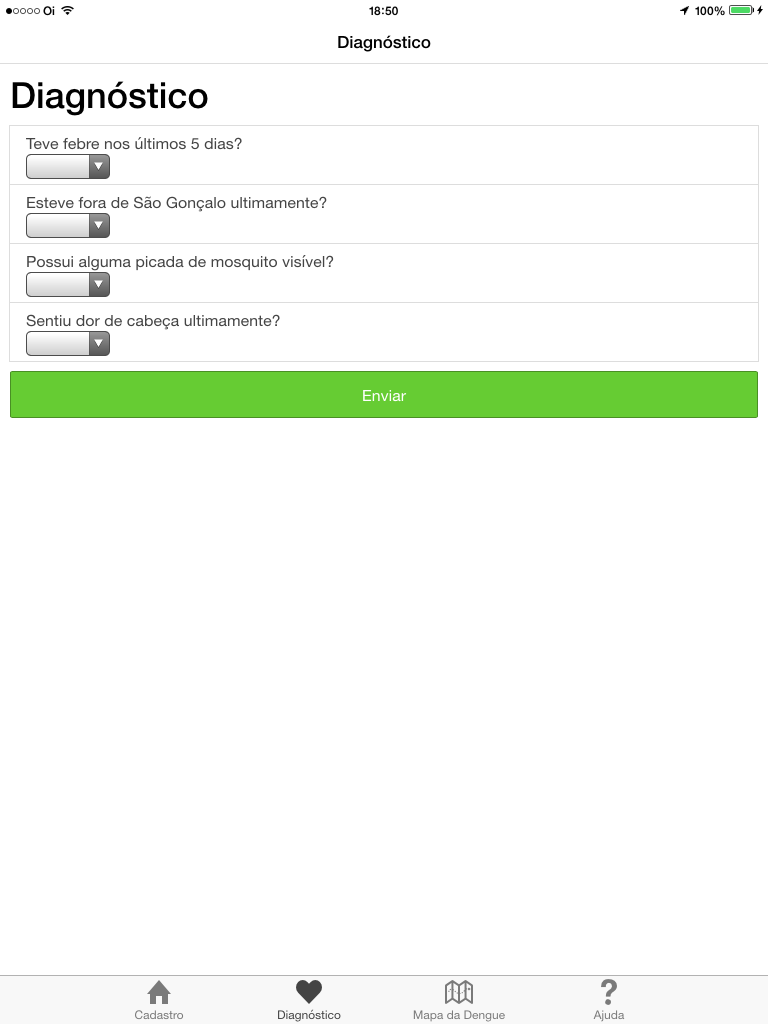 Oi 18:50 100%
Diagnóstico
Diagnóstico
Teve febre nos últimos 5 dias?
Esteve fora de São Gonçalo ultimamente?
Possui alguma picada de mosquito visível?
Sentiu dor de cabeça ultimamente?
Enviar
Cadastro Diagnóstico Mapa da Dengue Ajuda